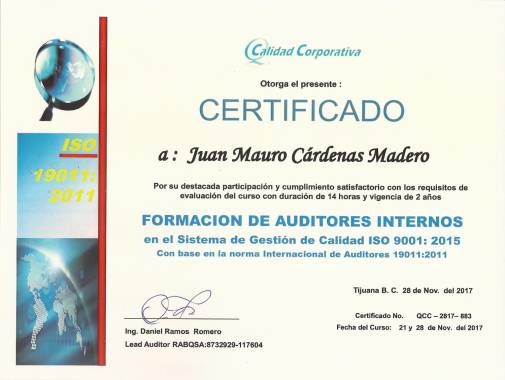 Calidad Corporativa
Otorga el presente :
CERTIFICADO
a : Juan Mauro Cárdenas Madero
Por su destacada participación y cumplimiento satisfactorio con los requisitos de
evaluación del curso con duración de 14 horas y vigencia de 2 años
FORMACION DE AUDITORES INTERNOS
en el Sistema de Gestión de Calidad ISO 9001: 2015
Con base en la norma Internacional de Auditores 19011:2011
ISO
19011:
2011
Tijuana B. C. 28 de Nov. del 2017
Ing. Daniel Ramos Romero
Lead Auditor RABQSA:8732929-117604
Certificado No. QCC – 2817– 883
Fecha del Curso: 21 y 28 de Nov. del 2017